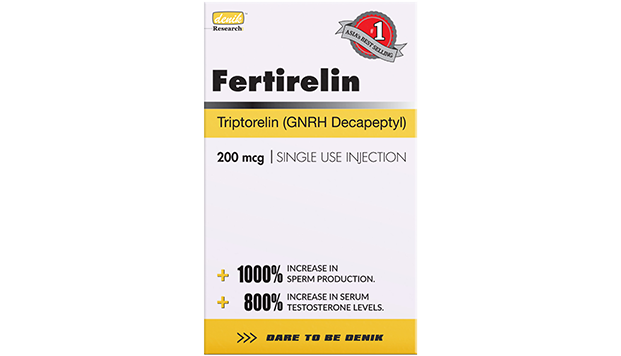 denik
Research
#1
ASIA'S BEST SELLING
Fertirelin
Triptorelin (GNRH Decapeptyl)
200 mcg | SINGLE USE INJECTION
+ 1000% INCREASE IN
SPERM PRODUCTION.
+ 800% INCREASE IN SERUM
TESTOSTERONE LEVELS.
>>> DARE TO BE DENIK